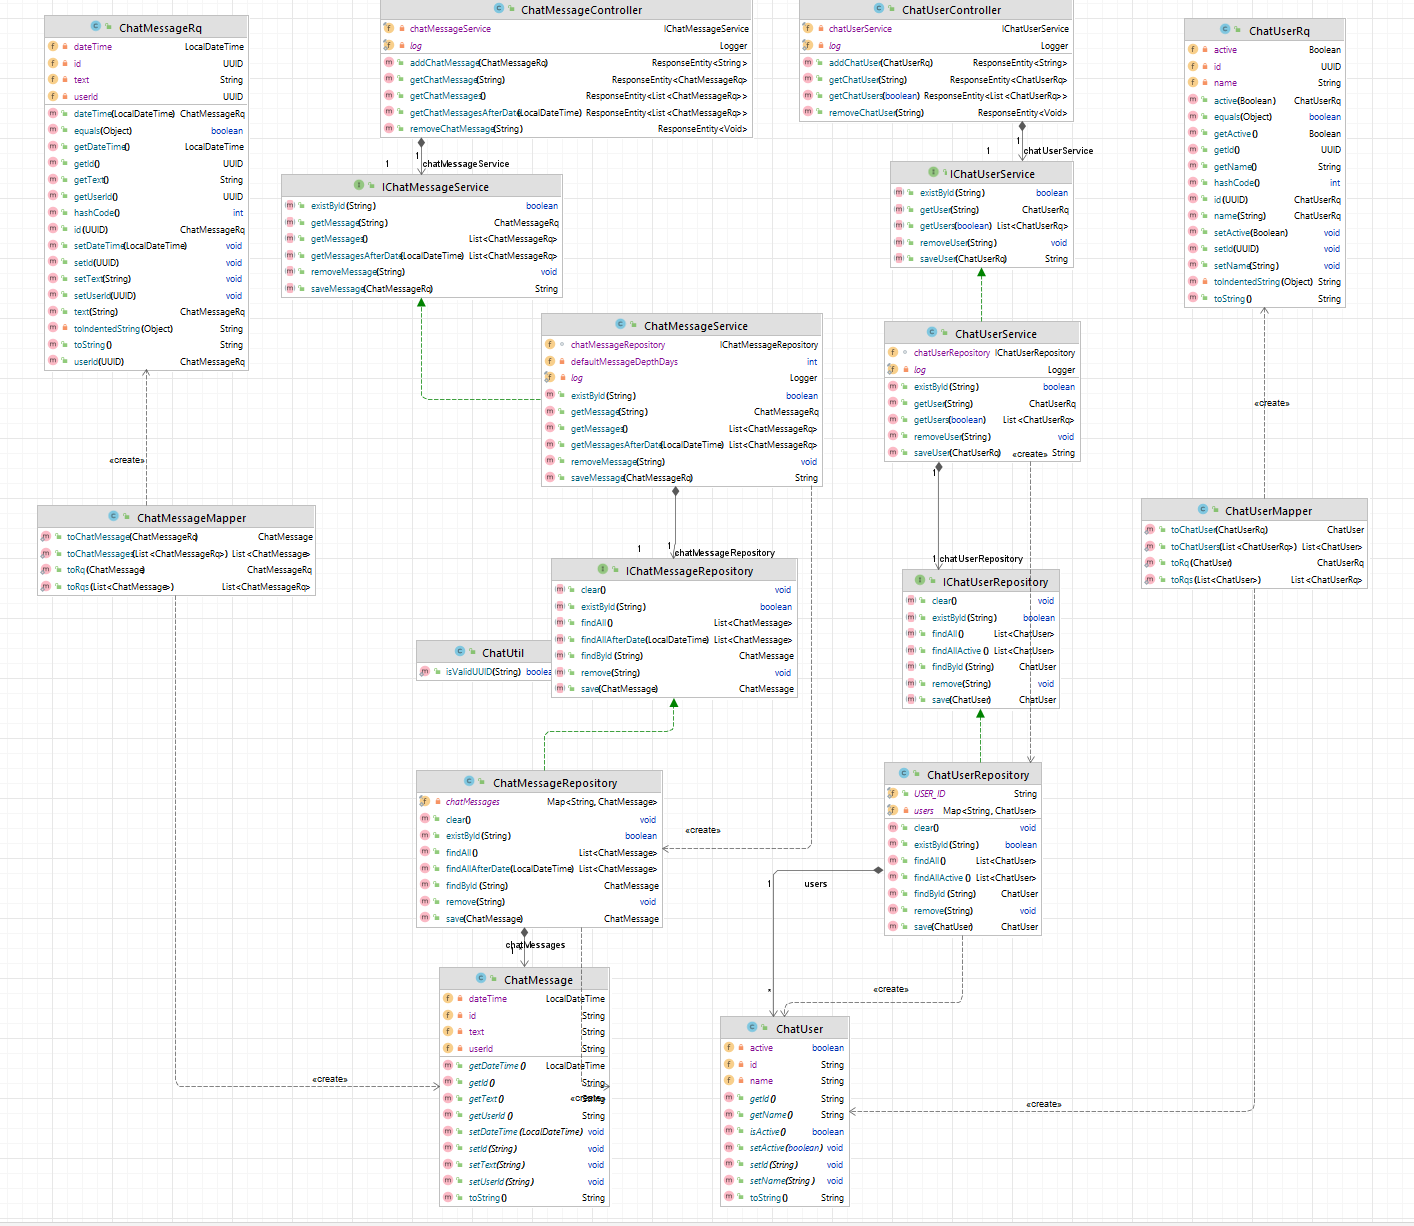 ChatMessageRq
dateTime LocalDateTime
id UUID
text String
userId UUID
dateTime(LocalDateTime) ChatMessageRq
equals(Object) boolean
getDateTime() LocalDateTime
getId() UUID
getText() String
getUserId() UUID
hashCode() int
id(UUID) ChatMessageRq
setDateTime(LocalDateTime) void
setId(UUID) void
setText(String) void
setUserId(UUID) void
text(String) ChatMessageRq
toIndentedString(Object) String
toString() String
userId(UUID) ChatMessageRq
ChatMessageController
chatMessageService IChatMessageService
log Logger
addChatMessage(ChatMessageRq) ResponseEntity<String>
getChatMessage(String) ResponseEntity<ChatMessageRq>
getChatMessages() ResponseEntity<List<ChatMessageRq>>
getChatMessagesAfterDate(LocalDateTime) ResponseEntity<List<ChatMessageRq>>
removeChatMessage(String) ResponseEntity<Void>
ChatUserController
chatUserService IChatUserService
log Logger
addChatUser(ChatUserRq) ResponseEntity<String>
getChatUser(String) ResponseEntity<ChatUserRq>
getChatUsers(boolean) ResponseEntity<List<ChatUserRq>>
removeChatUser(String) ResponseEntity<Void>
ChatUserRq
active Boolean
id UUID
name String
active(Boolean) ChatUserRq
equals(Object) boolean
getActive() Boolean
getId() UUID
getName() String
hashCode() int
id(UUID) ChatUserRq
name(String) ChatUserRq
setActive(Boolean) void
setId(UUID) void
setName(String) void
toIndentedString(Object) String
toString() String
1
1
chatMessageService
1
1
chatUserService
IChatMessageService
existById(String) boolean
getMessage(String) ChatMessageRq
getMessages() List<ChatMessageRq>
getMessagesAfterDate(LocalDateTime) List<ChatMessageRq>
removeMessage(String) void
saveMessage(ChatMessageRq) String
IChatUserService
existById(String) boolean
getUser(String) ChatUserRq
getUsers(boolean) List<ChatUserRq>
removeUser(String) void
saveUser(ChatUserRq) String
ChatMessageService
chatMessageRepository IChatMessageRepository
defaultMessageDepthDays int
log Logger
existById(String) boolean
getMessage(String) ChatMessageRq
getMessages() List<ChatMessageRq>
getMessagesAfterDate(LocalDateTime) List<ChatMessageRq>
removeMessage(String) void
saveMessage(ChatMessageRq) String
ChatUserService
chatUserRepository IChatUserRepository
log Logger
existById(String) boolean
getUser(String) ChatUserRq
getUsers(boolean) List<ChatUserRq>
removeUser(String) void
saveUser(ChatUserRq) String
«create»
«create»
«create»
1
1
1
chatMessageRepository
1
chatUserRepository
ChatMessageMapper
toChatMessage(ChatMessageRq) ChatMessage
toChatMessages(List<ChatMessageRq>) List<ChatMessage>
toRq(ChatMessage) ChatMessageRq
toRqs(List<ChatMessage>) List<ChatMessageRq>
ChatUserMapper
toChatUser(ChatUserRq) ChatUser
toChatUsers(List<ChatUserRq>) List<ChatUser>
toRq(ChatUser) ChatUserRq
toRqs(List<ChatUser>) List<ChatUserRq>
IChatMessageRepository
clear() void
existById(String) boolean
findAll() List<ChatMessage>
findAllAfterDate(LocalDateTime) List<ChatMessage>
findById(String) ChatMessage
remove(String) void
save(ChatMessage) ChatMessage
ChatUtil
isValidUUID(String) boolea
IChatUserRepository
clear() void
existById(String) boolean
findAll() List<ChatUser>
findAllActive() List<ChatUser>
findById(String) ChatUser
remove(String) void
save(ChatUser) ChatUser
ChatMessageRepository
chatMessages Map<String, ChatMessage>
clear() void
existById(String) boolean
findAll() List<ChatMessage>
findAllAfterDate(LocalDateTime) List<ChatMessage>
findById(String) ChatMessage
remove(String) void
save(ChatMessage) ChatMessage
«create»
ChatUserRepository
USER_ID String
users Map<String, ChatUser>
clear() void
existById(String) boolean
findAll() List<ChatUser>
findAllActive() List<ChatUser>
findById(String) ChatUser
remove(String) void
save(ChatUser) ChatUser
1
users
*
«create»
chatMessages
ChatMessage
dateTime LocalDateTime
id String
text String
userId String
getDateTime() LocalDateTime
getId() String
getText() String
getUserId() String
setDateTime(LocalDateTime) void
setId(String) void
setText(String) void
setUserId(String) void
toString() String
«create»
«create»
ChatUser
active boolean
id String
name String
getId() String
getName() String
isActive() boolean
setActive(boolean) void
setId(String) void
setName(String) void
toString() String
«create»